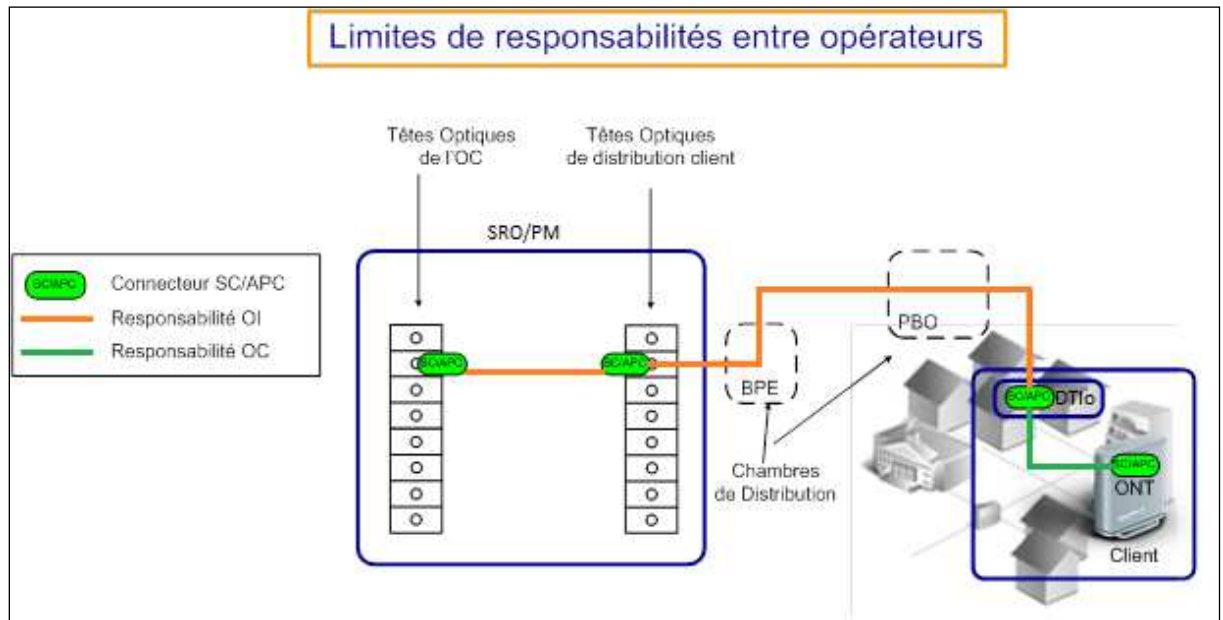 Limites de responsabilités entre opérateurs
Têtes Optiques
de l'OC
Têtes Optiques
de distribution client
SRO/PM
SC/APC
Connecteur SC/APC
Responsabilité OI
Responsabilité OC
SC/APC
SC/APC
BPE
PBO
SC/APC
DTIo
SC/APC
ONT
Client
Chambres
de Distribution